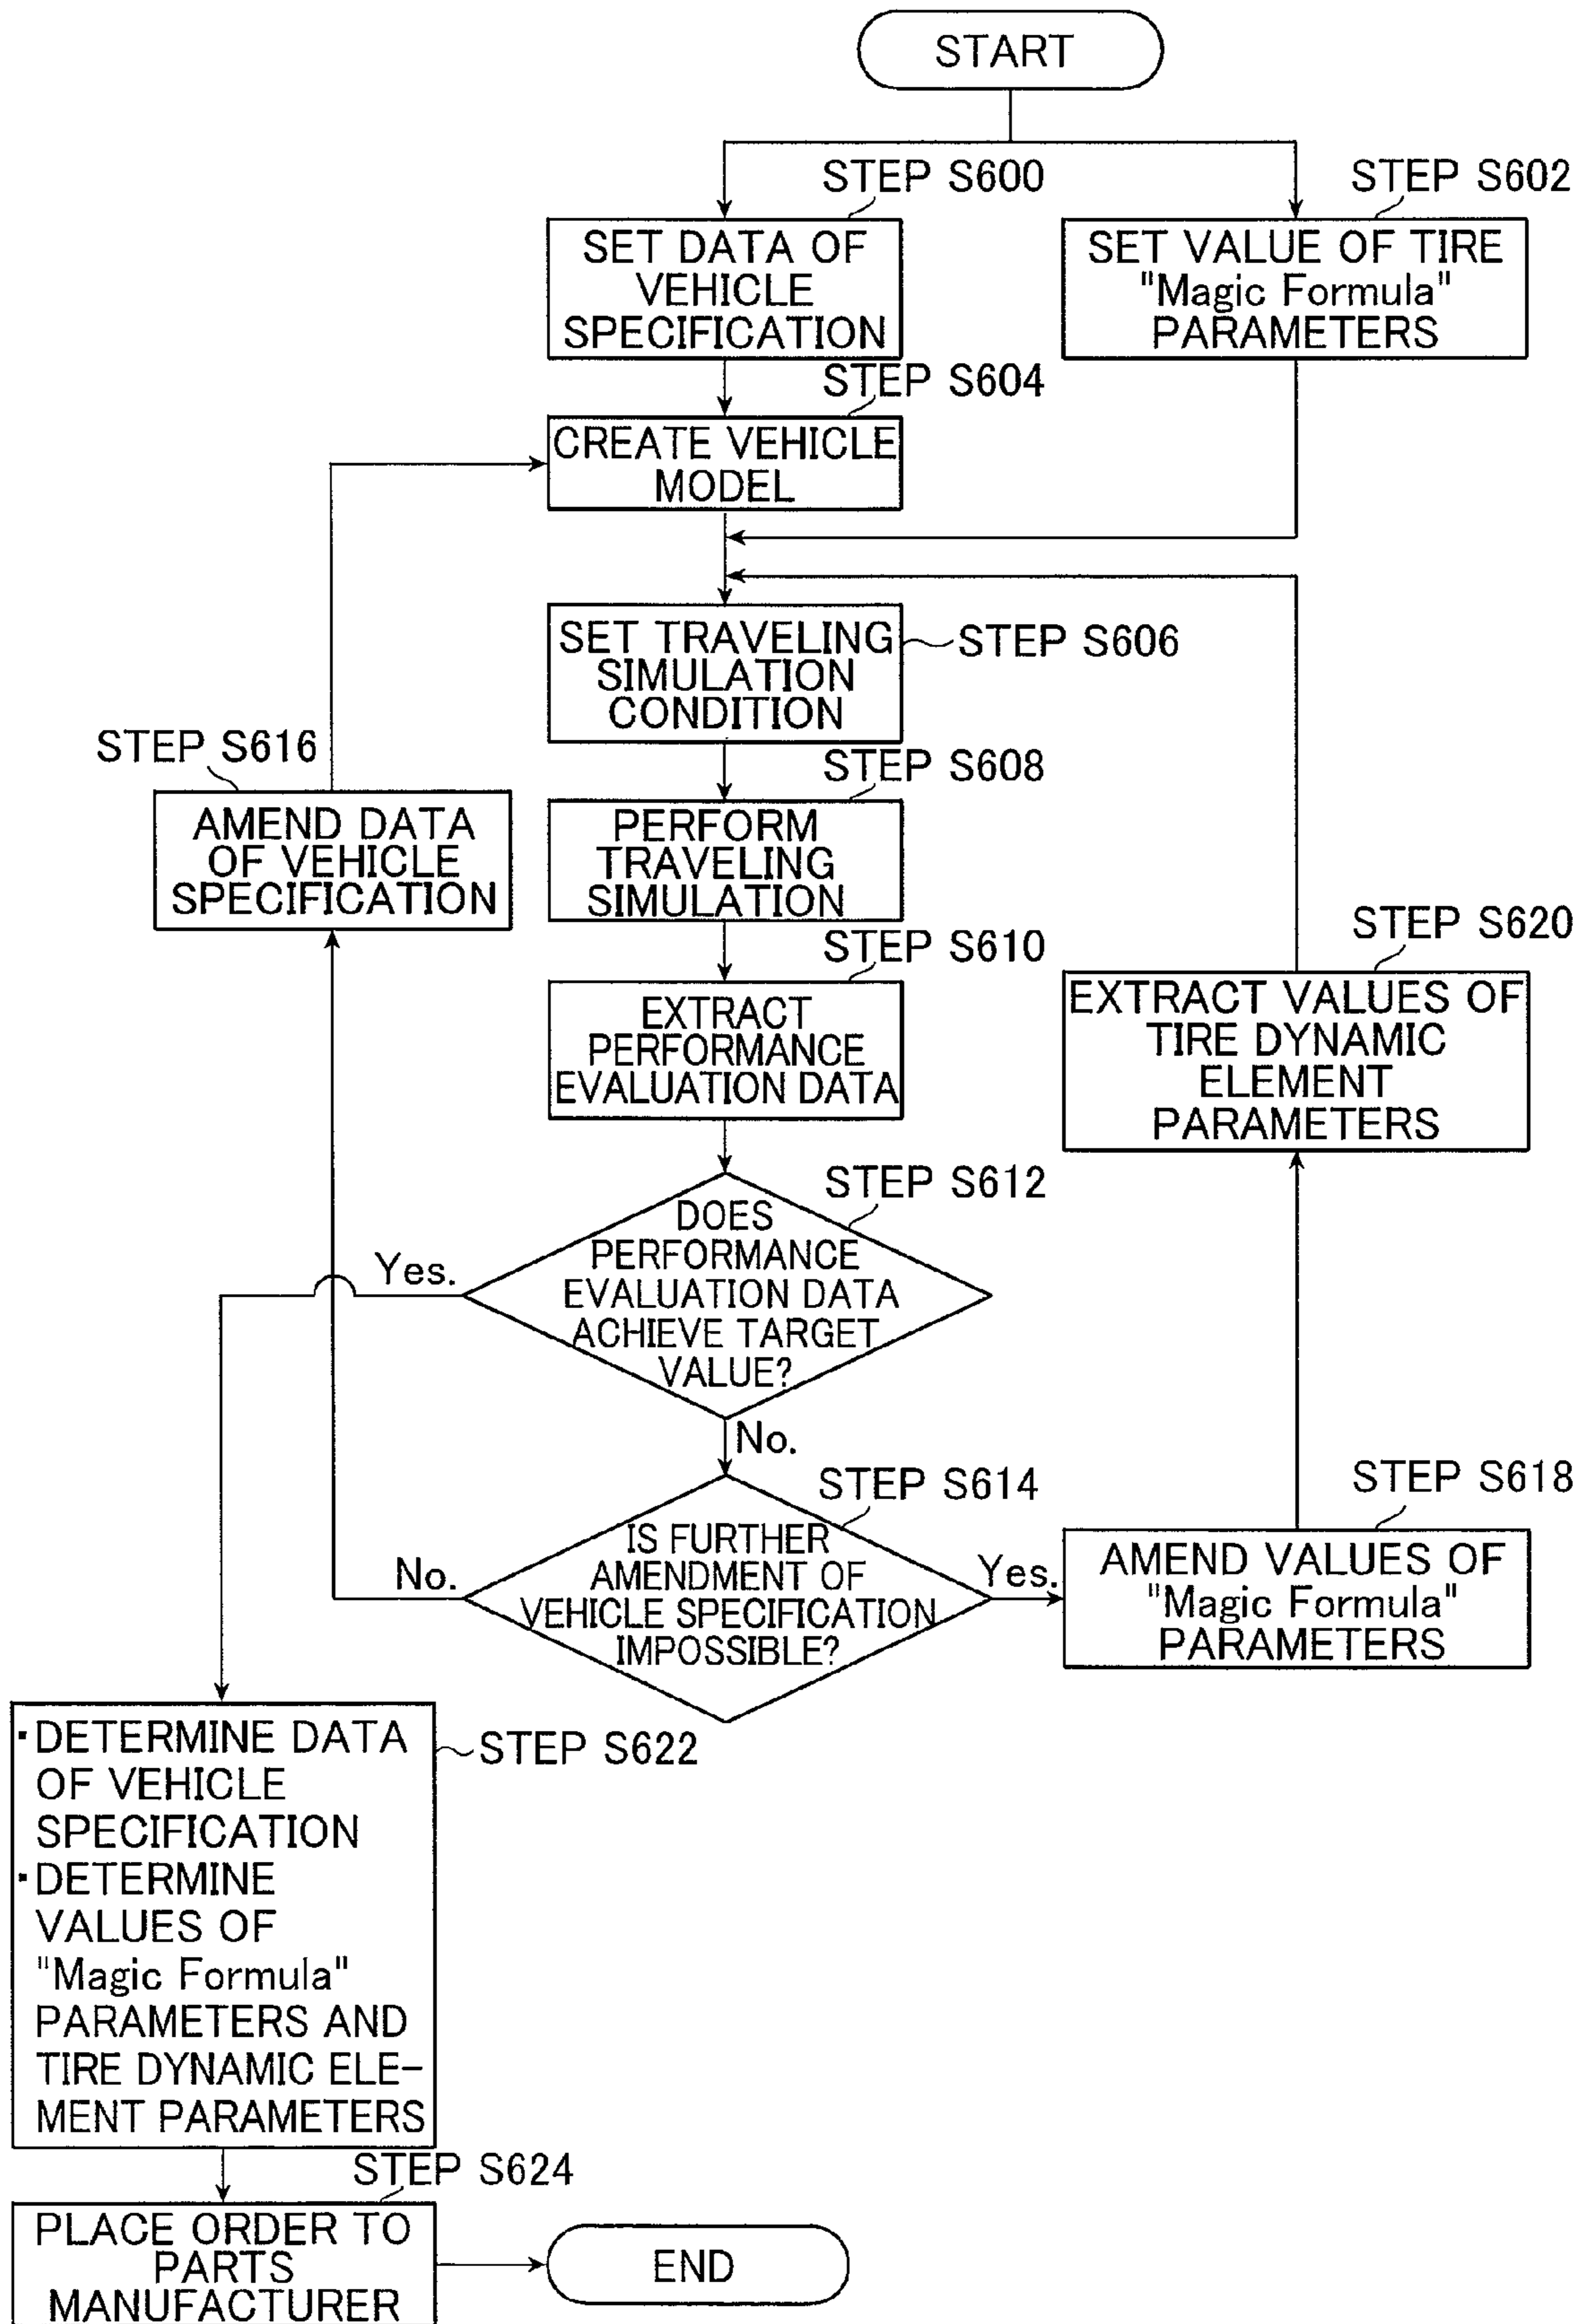 START
STEP S600
STEP S602
SET DATA OF
VEHICLE
SPECIFICATION
SET VALUE OF TIRE
"Magic Formula"
PARAMETERS
STEP S604
CREATE VEHICLE
MODEL
SET TRAVELING
SIMULATION
CONDITION
STEP S606
STEP S616
AMEND DATA
OF VEHICLE
SPECIFICATION
STEP S608
PERFORM
TRAVELING
SIMULATION
STEP S610
EXTRACT
PERFORMANCE
EVALUATION DATA
STEP S620
EXTRACT VALUES OF
TIRE DYNAMIC
ELEMENT
PARAMETERS
STEP S612
DOES
PERFORMANCE
EVALUATION DATA
ACHIEVE TARGET
VALUE?
Yes.
No.
STEP S614
IS FURTHER
AMENDMENT OF
VEHICLE SPECIFICATION
IMPOSSIBLE?
No.
Yes.
STEP S618
AMEND VALUES OF
"Magic Formula"
PARAMETERS
・DETERMINE DATA
OF VEHICLE
SPECIFICATION
・DETERMINE
VALUES OF
"Magic Formula"
PARAMETERS AND
TIRE DYNAMIC ELE-
MENT PARAMETERS
STEP S622
STEP S624
PLACE ORDER TO
PARTS
MANUFACTURER
END